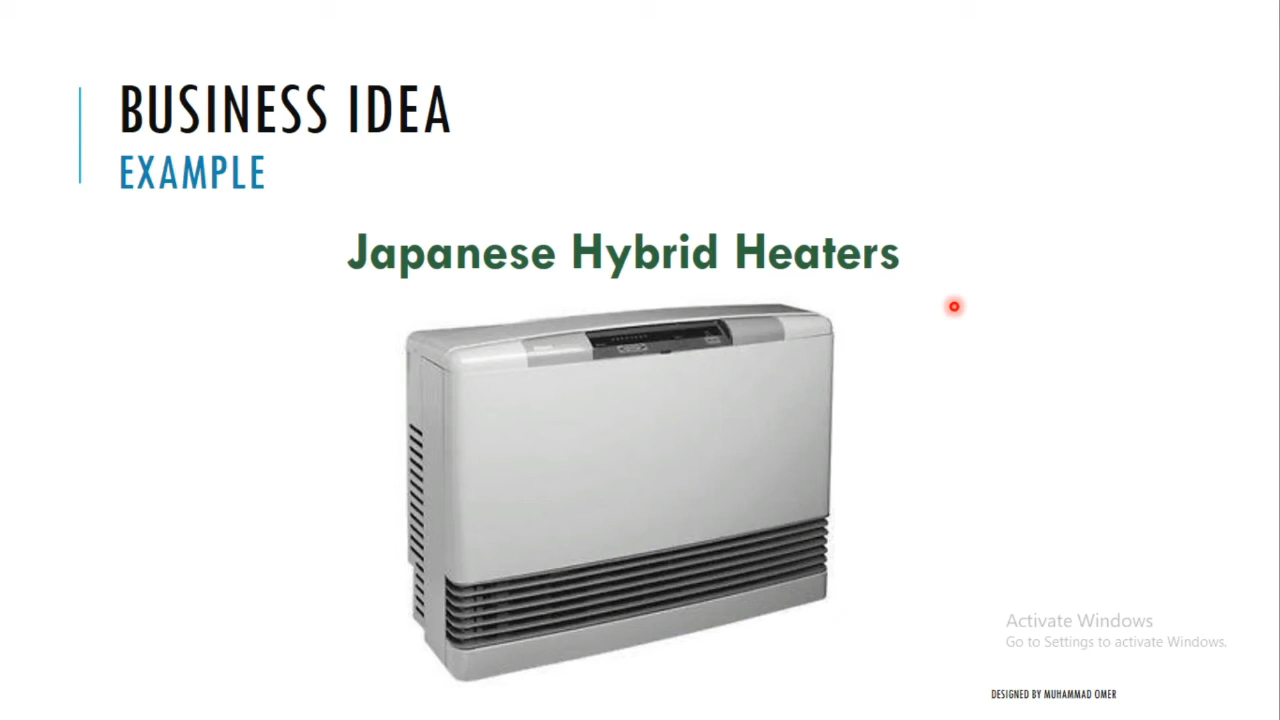 BUSINESS IDEA
EXAMPLE
Japanese Hybrid Heaters
Activate Windows
Go to Settings to activate Windows.
DESIGNED BY MUHAMMAD OMER